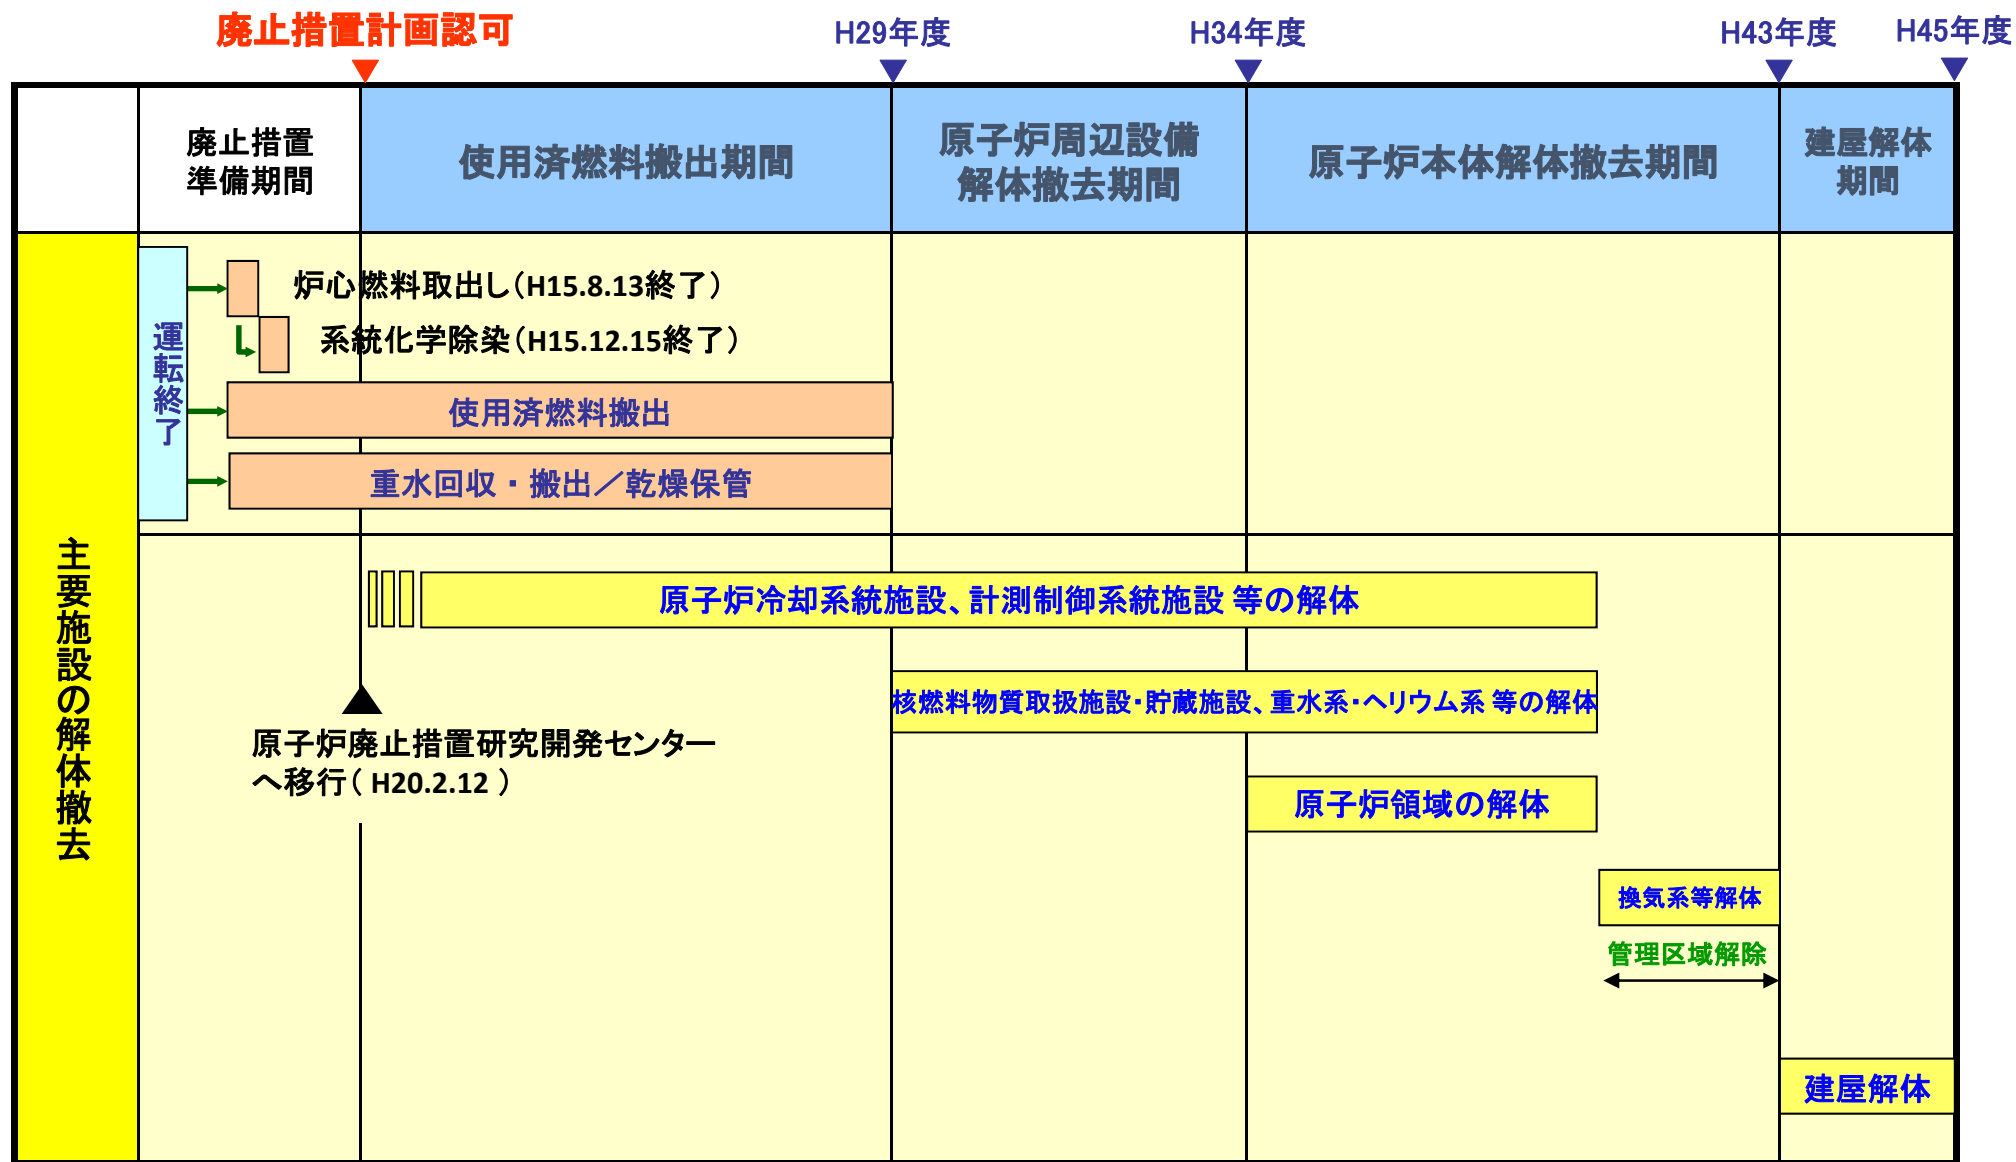 廃止措置計画認可
H29年度
H34年度
H43年度
H45年度
廃止措置
準備期間
使用済燃料搬出期間
原子炉周辺設備
解体撤去期間
原子炉本体解体撤去期間
建屋解体
期間
主要施設の解体撤去
運転終了
炉心燃料取出し（H15.8.13終了）
系統化学除染（H15.12.15終了）
使用済燃料搬出
重水回収・搬出／乾燥保管
原子炉冷却系統施設、計測制御系統施設 等の解体
核燃料物質取扱施設・貯蔵施設、重水系・ヘリウム系 等の解体
原子炉廃止措置研究開発センター
へ移行（ H20.2.12 ）
原子炉領域の解体
換気系等解体
管理区域解除
建屋解体